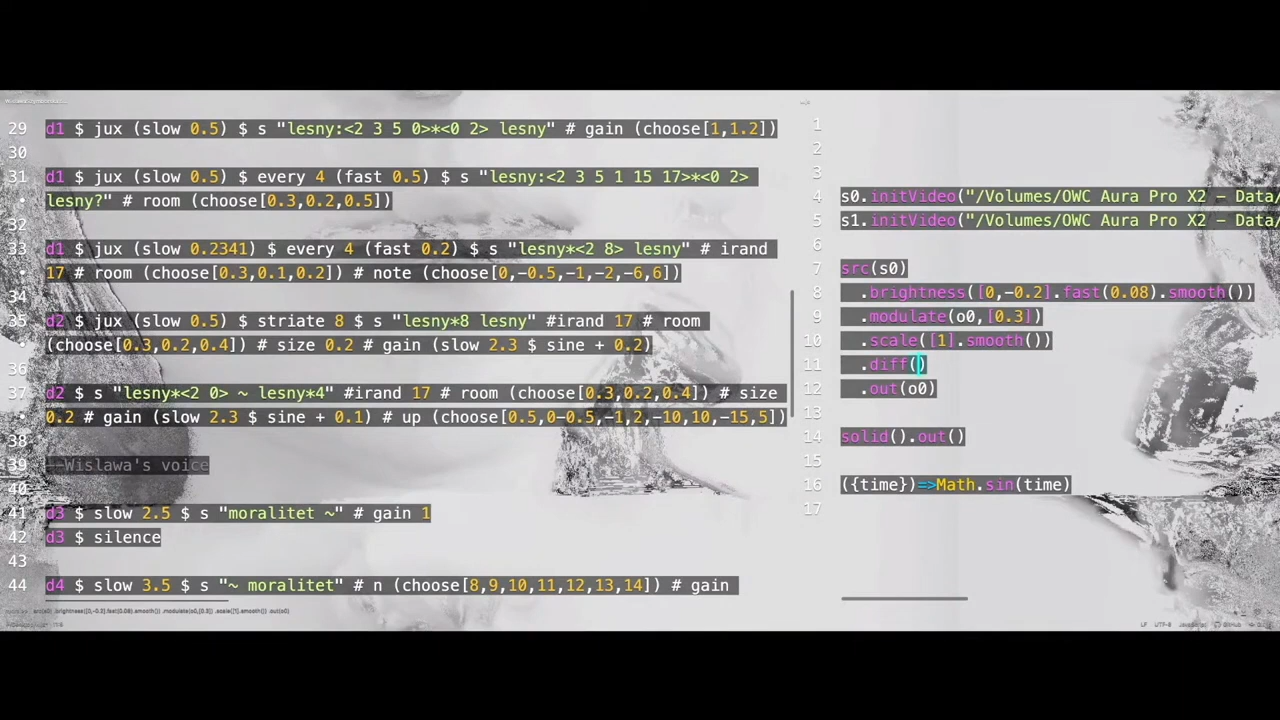 29 d1 $ jux (slow 0.5) $ s "lesny:<2 3 5 0>*<0 2> lesny" # gain (choose[1,1.2])
30
31 d1 $ jux (slow 0.5) $ every 4 (fast 0.5) $ s "lesny:<2 3 5 1 15 17>*<0 2>
• lesny?" # room (choose[0.3,0.2,0.5])
32
33 d1 $ jux (slow 0.2341) $ every 4 (fast 0.2) $ s "lesny*<2 8> lesny" # irand
• 17 # room (choose[0.3,0.1,0.2]) # note (choose[0,-0.5,-1,-2,-6,6])
34
35 d2 $ jux (slow 0.5) $ striate 8 $ s "lesny*8 lesny" #irand 17 # room
• (choose[0.3,0.2,0.4]) # size 0.2 # gain (slow 2.3 $ sine + 0.2)
36
37 d2 $ s "lesny*<2 0> ~ lesny*4" #irand 17 # room (choose[0.3,0.2,0.4]) # size
• 0.2 # gain (slow 2.3 $ sine + 0.1) # up (choose[0.5,0-0.5,-1,2,-10,10,-15,5])
38
39 --Wislawa's voice
40
41 d3 $ slow 2.5 $ s "moralitet ~" # gain 1
42 d3 $ silence
43
44 d4 $ slow 3.5 $ s "~ moralitet" # n (choose[8,9,10,11,12,13,14]) # gain
1
2
3
4 s0.initVideo("/Volumes/OWC Aura Pro X2 – Data/
5 s1.initVideo("/Volumes/OWC Aura Pro X2 – Data/
6
7 src(s0)
8 .brightness([0,-0.2].fast(0.08).smooth())
9 .modulate(o0,[0.3])
10 .scale([1].smooth())
11 .diff()
12 .out(o0)
13
14 solid().out()
15
16 ({time})=>Math.sin(time)
17
LF UTF-8 JavaScript GitHub